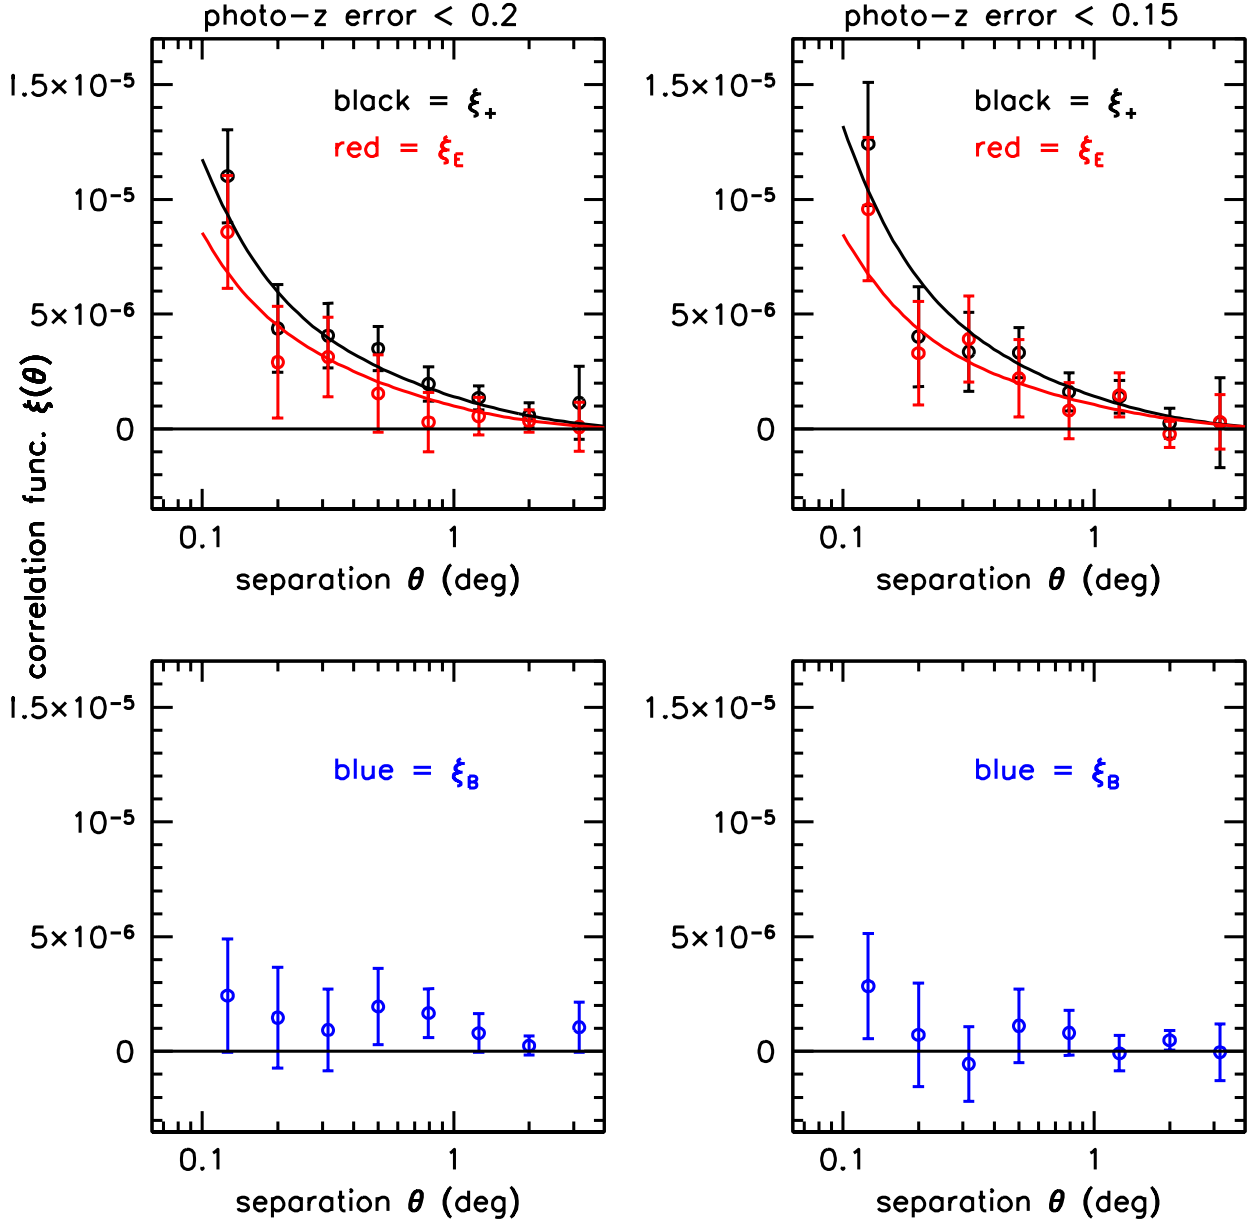 photo-z error < 0.2
photo-z error < 0.15
1.5×10⁻⁵
10⁻⁵
5×10⁻⁶
0
black = ξ₊
red = ξE
0.1
1
separation θ (deg)
1.5×10⁻⁵
10⁻⁵
5×10⁻⁶
0
black = ξ₊
red = ξE
0.1
1
separation θ (deg)
correlation func. ξ(θ)
1.5×10⁻⁵
10⁻⁵
5×10⁻⁶
0
blue = ξB
0.1
1
separation θ (deg)
1.5×10⁻⁵
10⁻⁵
5×10⁻⁶
0
blue = ξB
0.1
1
separation θ (deg)